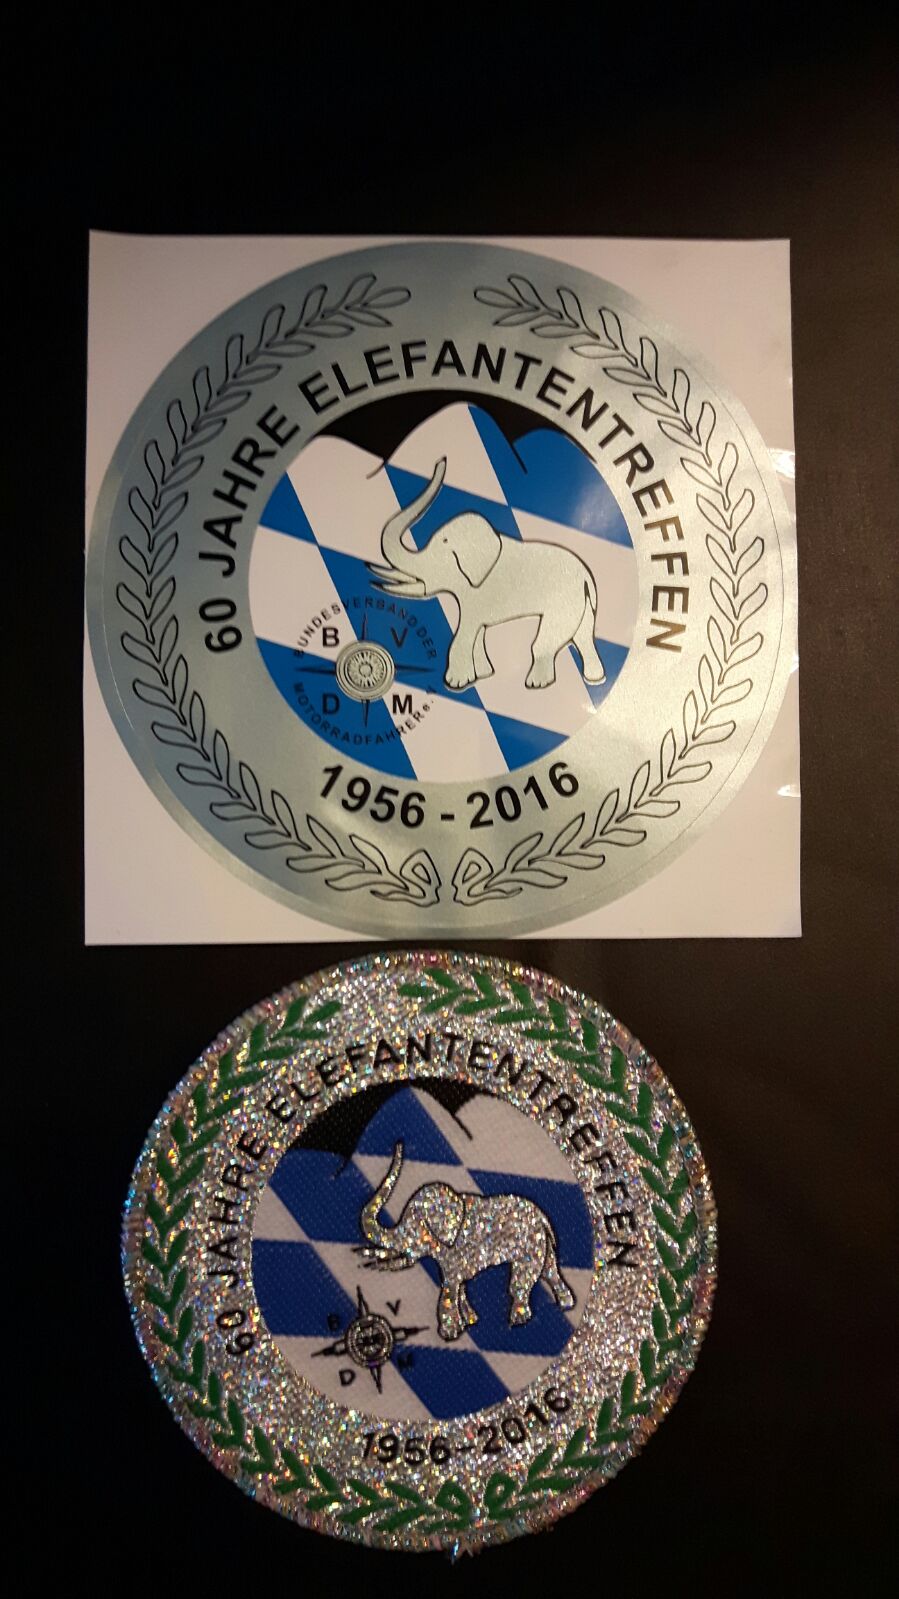 60 JAHRE ELEFANTENTREFFEN
BUNDESVERBAND DER
B V
D M
MOTORRADFAHRER e.V.
1956 - 2016
60 JAHRE ELEFANTENTREFFEN
B V
D M
1956-2016